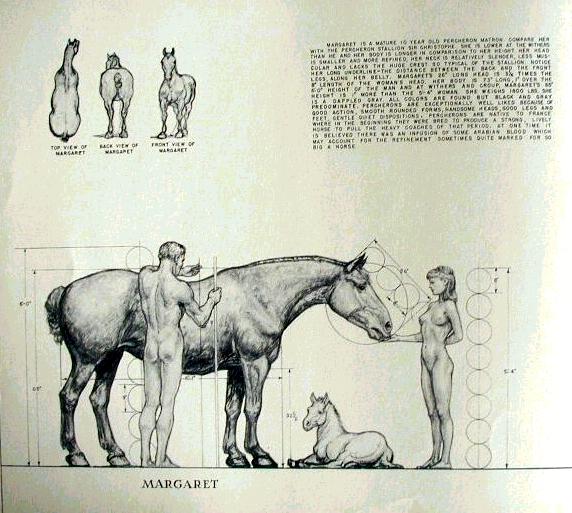 MARGARET IS A MATURE 10 YEAR OLD PERCHERON MATRON. COMPARE HER
WITH THE PERCHERON STALLION SIR CHRISTOPHE. SHE IS LOWER AT THE WITHERS
THAN HE AND HER BODY IS LONGER IN COMPARISON TO HER HEIGHT. HER HEAD
IS SMALLER AND MORE REFINED, HER NECK IS RELATIVELY SLENDER, LESS MUS-
CULAR AND LACKS THE HUGE CREST SO TYPICAL OF THE STALLION. NOTICE
HER LONG UNDERLINE-THE DISTANCE BETWEEN THE BACK AND THE FRONT
LEGS ALONG HER BELLY. MARGARET'S 26" LONG HEAD IS 3¼ TIMES THE
8" LENGTH OF THE WOMAN'S HEAD. HER BODY IS 73" LONG, 1" OVER THE
6'-0" HEIGHT OF THE MAN AND AT WITHERS AND CROUP, MARGARET'S 65"
HEIGHT IS 1" MORE THAN THE 5'-4" WOMAN. SHE WEIGHS 1800 LBS. SHE
IS A DAPPLED GRAY. ALL COLORS ARE FOUND BUT BLACK AND GRAY
PREDOMINATE. PERCHERONS ARE EXCEPTIONALLY WELL LIKED BECAUSE OF
GOOD ACTION, SMOOTH ROUNDED FORMS, HANDSOME HEADS, GOOD LEGS AND
FEET, GENTLE QUIET DISPOSITIONS. PERCHERONS ARE NATIVE TO FRANCE
WHERE IN THE BEGINNING THEY WERE BRED TO PRODUCE A STRONG, LIVELY
HORSE TO PULL THE HEAVY COACHES OF THAT PERIOD. AT ONE TIME IT
IS BELIEVED THERE WAS AN INFUSION OF SOME ARABIAN BLOOD WHICH
MAY ACCOUNT FOR THE REFINEMENT SOMETIMES QUITE MARKED FOR SO
BIG A HORSE.
TOP VIEW OF
MARGARET
BACK VIEW OF
MARGARET
FRONT VIEW OF
MARGARET
6'-0"
65"
26"
8"
8"
5'-4"
MARGARET